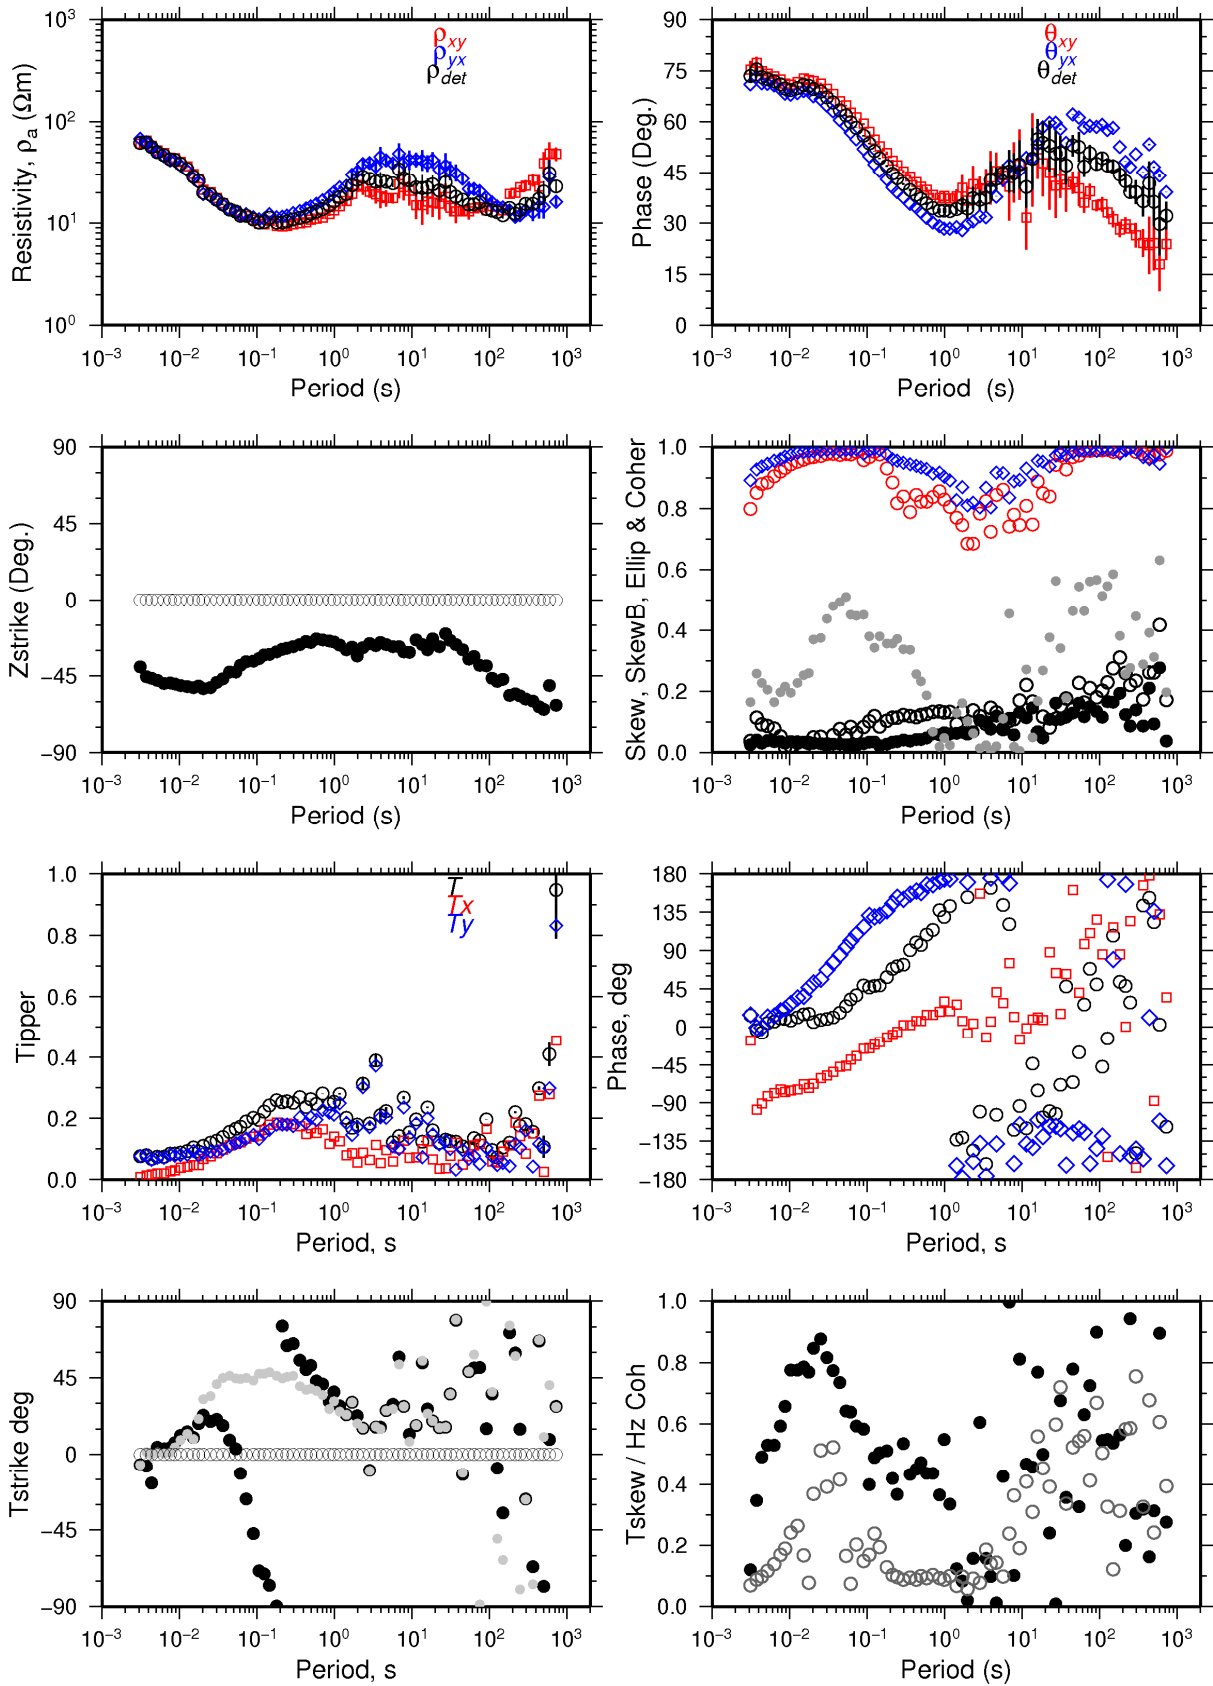 10³
10²
10¹
10⁰
Resistivity, ρₐ (Ωm)
ρxy
ρyx
ρdet
10⁻³ 10⁻² 10⁻¹ 10⁰ 10¹ 10² 10³
Period (s)
90
75
60
45
30
15
0
Phase (Deg.)
θxy
θyx
θdet
10⁻³ 10⁻² 10⁻¹ 10⁰ 10¹ 10² 10³
Period (s)
90
45
0
−45
−90
Zstrike (Deg.)
10⁻³ 10⁻² 10⁻¹ 10⁰ 10¹ 10² 10³
Period (s)
1.0
0.8
0.6
0.4
0.2
0.0
Skew, SkewB, Ellip & Coher
10⁻³ 10⁻² 10⁻¹ 10⁰ 10¹ 10² 10³
Period (s)
1.0
0.8
0.6
0.4
0.2
0.0
Tipper
T
Tx
Ty
10⁻³ 10⁻² 10⁻¹ 10⁰ 10¹ 10² 10³
Period, s
180
135
90
45
0
−45
−90
−135
−180
Phase, deg
10⁻³ 10⁻² 10⁻¹ 10⁰ 10¹ 10² 10³
Period, s
90
45
0
−45
−90
Tstrike deg
10⁻³ 10⁻² 10⁻¹ 10⁰ 10¹ 10² 10³
Period, s
1.0
0.8
0.6
0.4
0.2
0.0
Tskew / Hz Coh
10⁻³ 10⁻² 10⁻¹ 10⁰ 10¹ 10² 10³
Period (s)